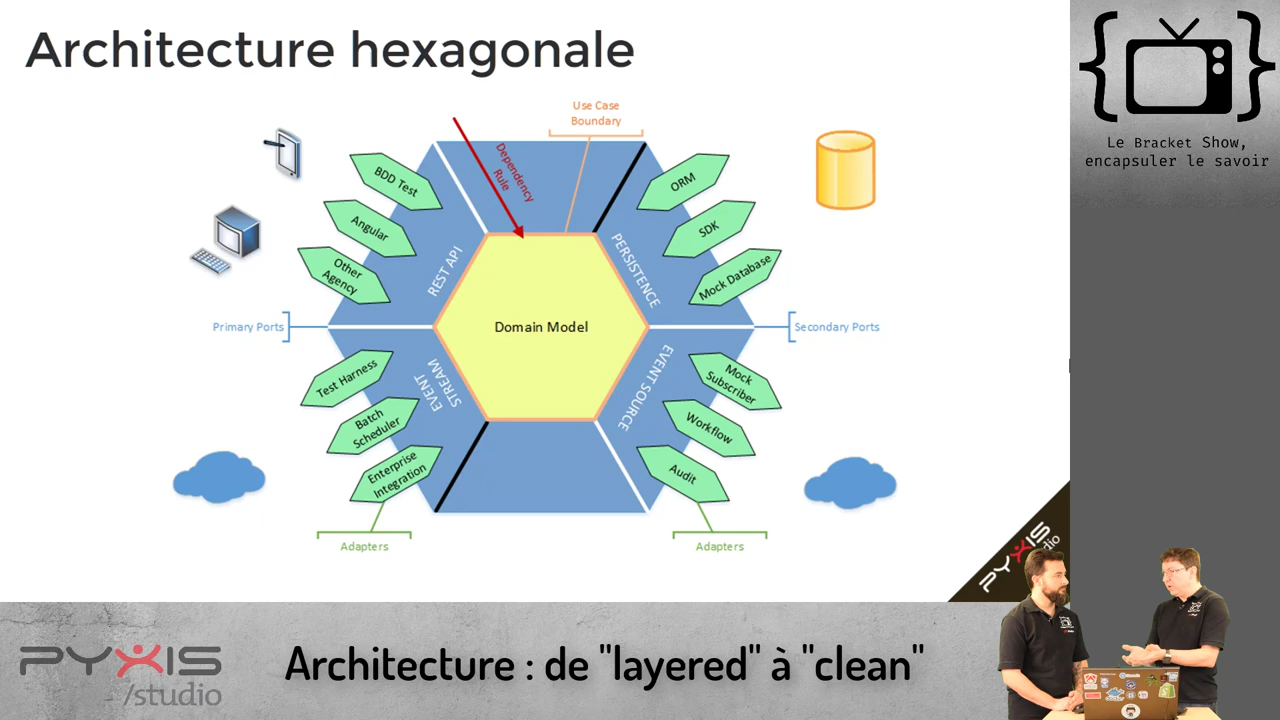 Architecture hexagonale
Le Bracket Show,
encapsuler le savoir
Use Case
Boundary
Dependency
Rule
BDD Test
Angular
Other
Agency
REST API
PERSISTENCE
ORM
SDK
Mock Database
Primary Ports
Domain Model
Secondary Ports
Test Harness
Batch
Scheduler
Enterprise
Integration
EVENT
STREAM
EVENT SOURCE
Mock
Subscriber
Workflow
Audit
Adapters
Adapters
PYXIS
studio
PYXIS
/studio
Architecture : de "layered" à "clean"